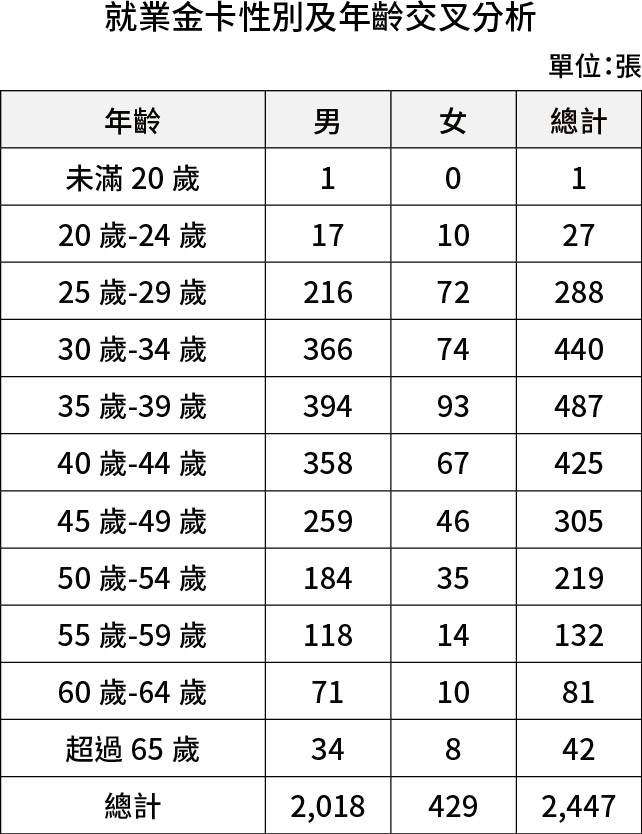 就業金卡性別及年齡交叉分析
單位：張
年齡 男 女 總計
未滿 20 歲 1 0 1
20 歲-24 歲 17 10 27
25 歲-29 歲 216 72 288
30 歲-34 歲 366 74 440
35 歲-39 歲 394 93 487
40 歲-44 歲 358 67 425
45 歲-49 歲 259 46 305
50 歲-54 歲 184 35 219
55 歲-59 歲 118 14 132
60 歲-64 歲 71 10 81
超過 65 歲 34 8 42
總計 2,018 429 2,447